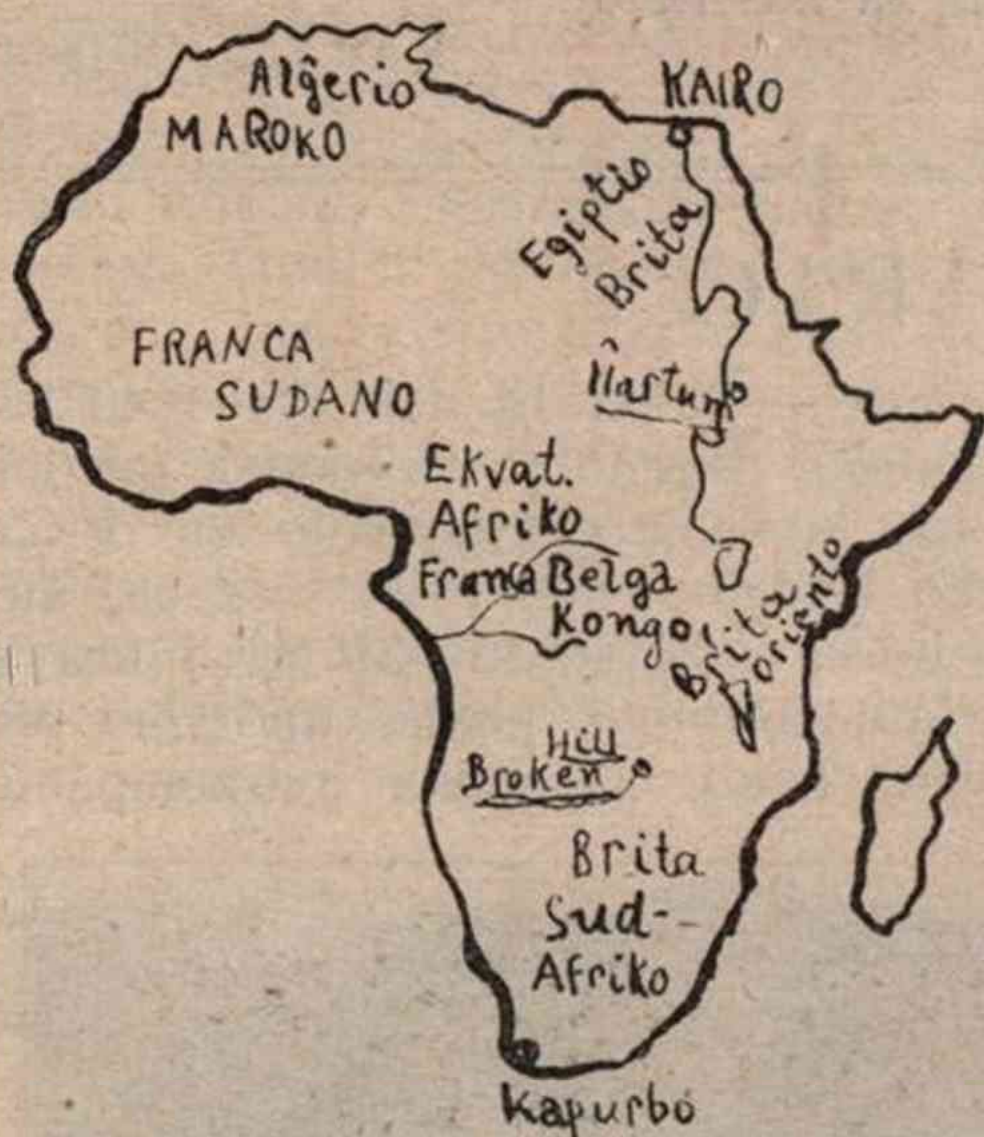 Alĝerio
MAROKO
KAIRO
Egiptio
Brita
FRANCA
SUDANO
Ĥartum
Ekvat.
Afriko
Franca
Belga
Kongo
Brita
Oriento
Hill
Broken
Brita
Sud-
Afriko
Kapurbo